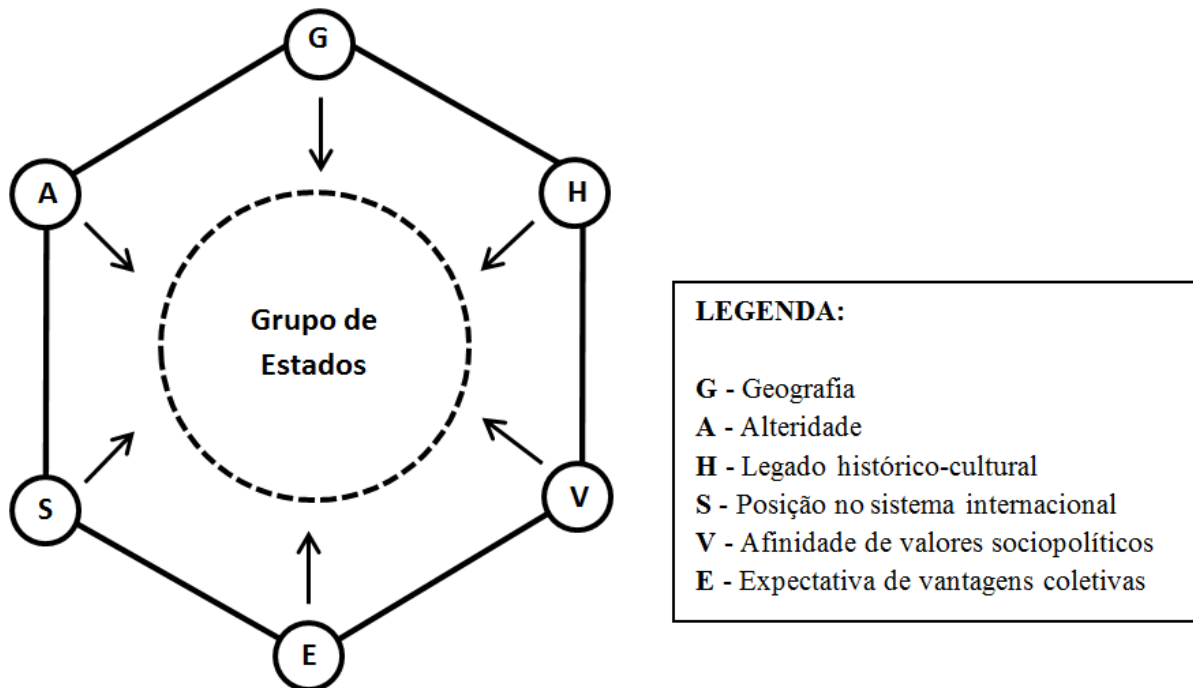 G
A
H
Grupo de
Estados
S
V
E
LEGENDA:
G - Geografia
A - Alteridade
H - Legado histórico-cultural
S - Posição no sistema internacional
V - Afinidade de valores sociopolíticos
E - Expectativa de vantagens coletivas